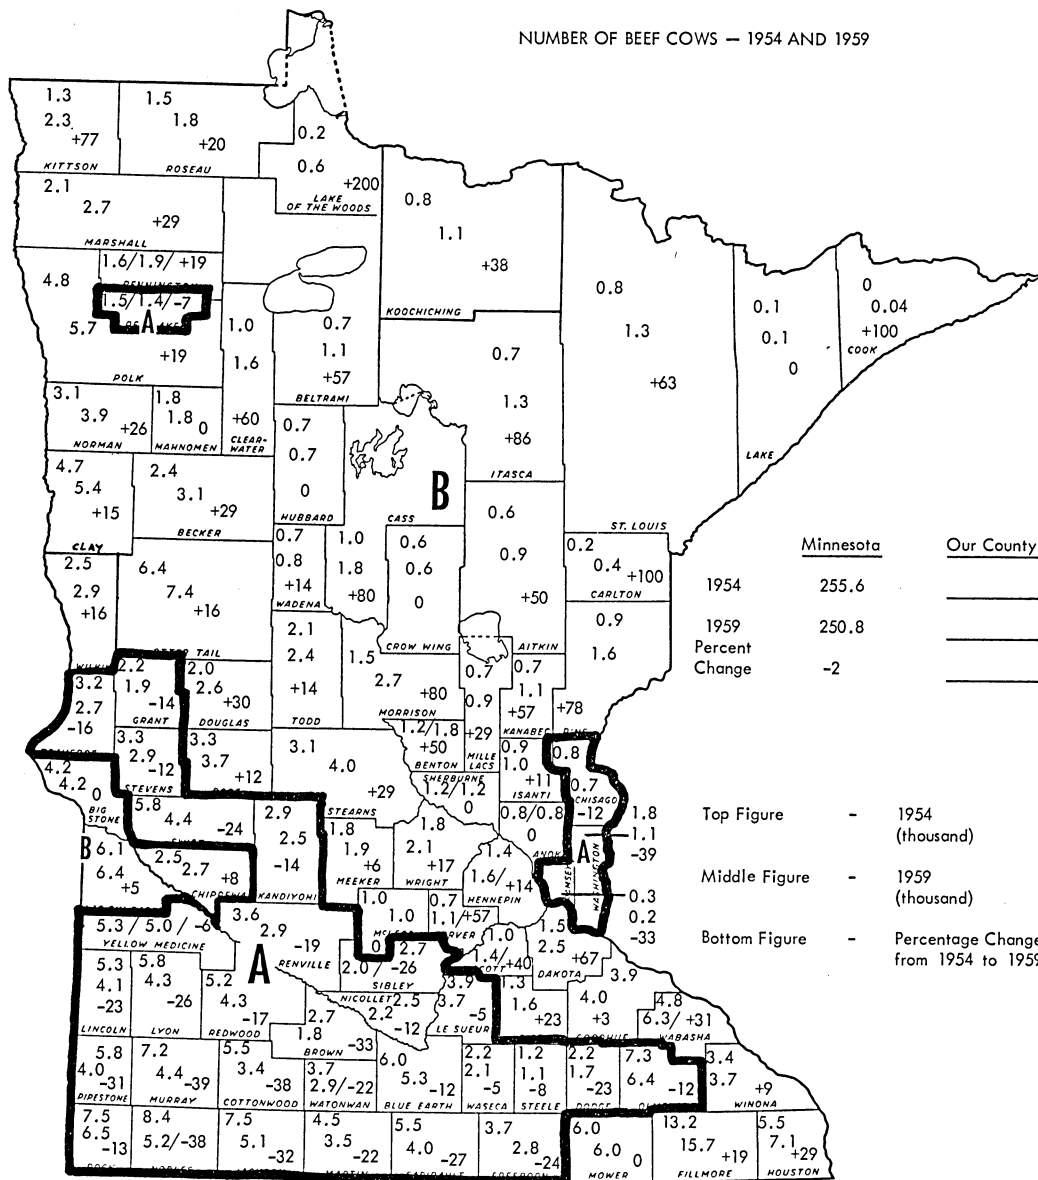 NUMBER OF BEEF COWS — 1954 AND 1959
1.3
2.3
+77
KITTSON
1.5
1.8
+20
ROSEAU
0.2
0.6
+200
LAKE
OF THE WOODS
2.1
2.7
+29
MARSHALL
0.8
1.1
+38
KOOCHICHING
1.6/1.9/ +19
PENNINGTON
1.5/1.4/ -7
A
4.8
5.7
+19
POLK
1.0
1.6
+60
CLEAR-
WATER
0.7
1.1
+57
BELTRAMI
0.8
1.3
+63
ST. LOUIS
0.1
0.1
0
LAKE
0
0.04
+100
COOK
0.7
1.3
+86
ITASCA
3.1
3.9
+26
NORMAN
1.8
1.8
0
MAHNOMEN
0.7
0.7
0
HUBBARD
B
CASS
1.0
1.8
+80
4.7
5.4
+15
CLAY
2.4
3.1
+29
BECKER
0.7
0.8
+14
WADENA
0.6
0.6
0
CROW WING
0.6
0.9
+50
AITKIN
0.2
0.4
+100
CARLTON
Minnesota
Our County
1954
255.6
1959
250.8
Percent
Change
-2
2.5
2.9
+16
WILKIN
6.4
7.4
+16
OTTER TAIL
2.1
2.4
+14
TODD
1.5
2.7
+80
MORRISON
0.7
0.9
+29
MILLE
LACS
0.7
1.1
+57
KANABEC
0.9
1.6
+78
PINE
3.2
2.7
-16
TRAVERSE
2.2
1.9
-14
GRANT
2.0
2.6
+30
DOUGLAS
1.2/1.8
+50
BENTON
3.3
2.9
-12
STEVENS
3.3
3.7
+12
3.1
4.0
+29
STEARNS
SHERBURNE
1.2/1.2
0
0.9
1.0
+11
ISANTI
0.8
0.7
CHISAGO
-12
4.2
4.2
0
BIG
STONE
5.8
4.4
-24
2.9
2.5
-14
KANDIYOHI
1.8
1.9
+6
MEEKER
1.8
2.1
+17
WRIGHT
0.8/0.8
0
ANOKA
A
WASHINGTON
1.8
1.1
-39
0.3
0.2
-33
Top Figure - 1954
(thousand)
Middle Figure - 1959
(thousand)
Bottom Figure - Percentage Change
from 1954 to 1959
B
6.1
6.4
+5
2.5
2.7
+8
CHIPPEWA
1.4
1.6/
+14
HENNEPIN
1.0
1.0
0
0.7
1.1/+57
5.3 / 5.0 / -6
YELLOW MEDICINE
3.6
2.9
-19
RENVILLE
A
2.7
2.0 / -26
SIBLEY
1.0
1.4/
+40
SCOTT
1.5
2.5
+67
DAKOTA
5.3
4.1
-23
LINCOLN
5.8
4.3
-26
LYON
5.2
4.3
-17
REDWOOD
NICOLLET
2.5
2.2
-12
3.9
3.7
-5
LE SUEUR
1.3
1.6
+23
3.9
4.0
+3
GOODHUE
4.8
6.3/ +31
WABASHA
2.7
1.8
-33
BROWN
5.8
4.0
-31
PIPESTONE
7.2
4.4
-39
MURRAY
5.5
3.4
-38
COTTONWOOD
3.7
2.9/-22
WATONWAN
6.0
5.3
-12
BLUE EARTH
2.2
2.1
-5
WASECA
1.2
1.1
-8
STEELE
2.2
1.7
-23
DODGE
7.3
6.4
-12
3.4
3.7
+9
WINONA
7.5
6.5
-13
ROCK
8.4
5.2/-38
NOBLES
7.5
5.1
-32
JACKSON
4.5
3.5
-22
MARTIN
5.5
4.0
-27
FARIBAULT
3.7
2.8
-24
FREEBORN
6.0
6.0
0
MOWER
13.2
15.7
+19
FILLMORE
5.5
7.1
+29
HOUSTON